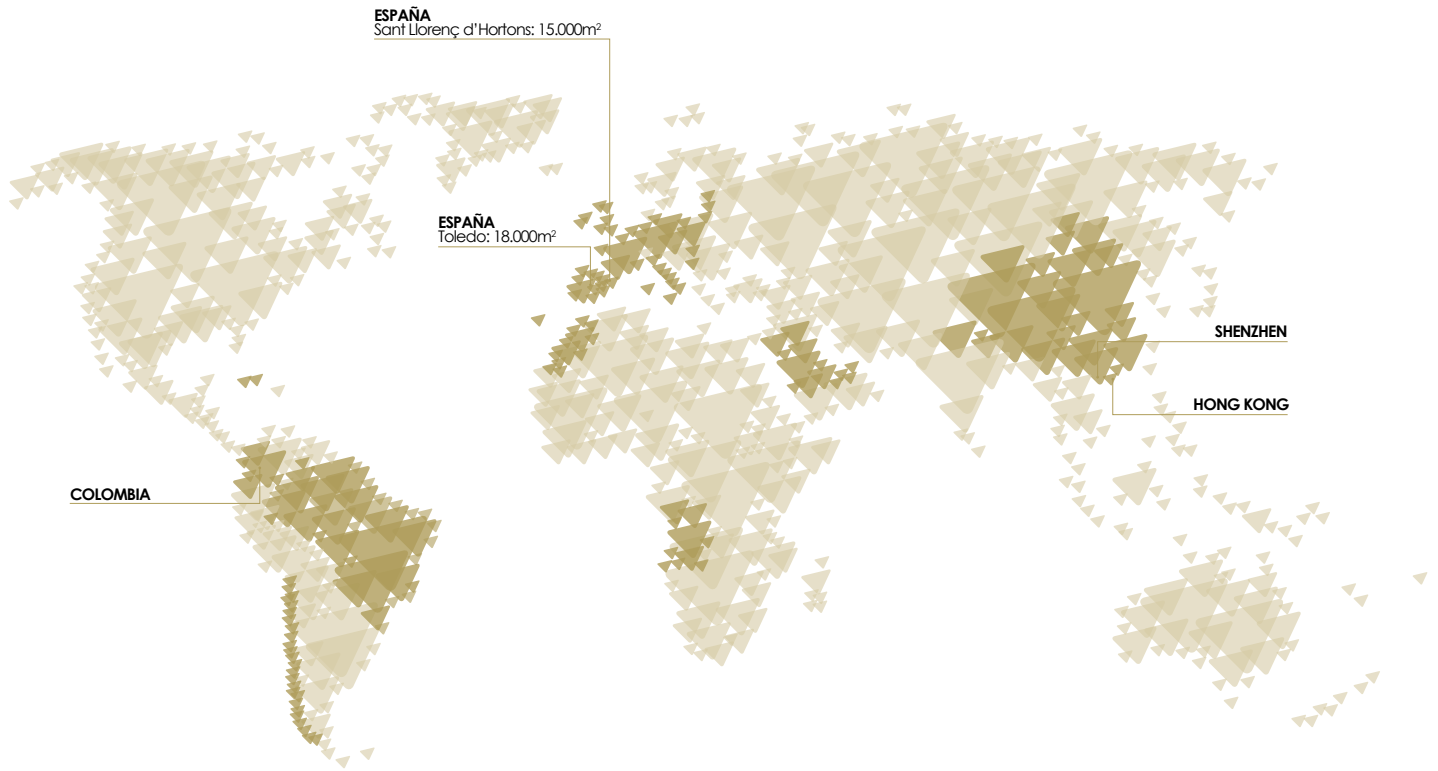 ESPAÑA
Sant Llorenç d'Hortons: 15.000m²
ESPAÑA
Toledo: 18.000m²
SHENZHEN
HONG KONG
COLOMBIA